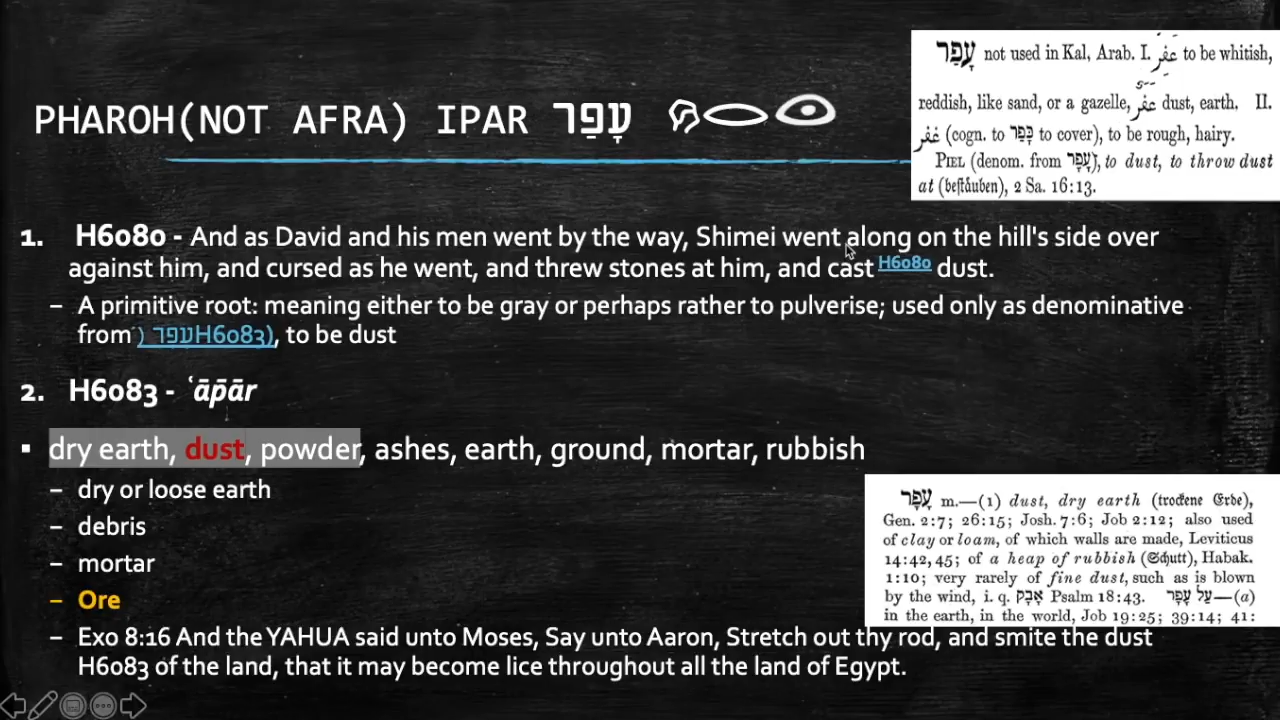 PHAROH(NOT AFRA) IPAR עָפַר
עָפַר not used in Kal, Arab. I. عفر to be whitish,
reddish, like sand, or a gazelle, عفر dust, earth. II.
غفر (cogn. to כָּפַר to cover), to be rough, hairy.
PIEL (denom. from עָפָר), to dust, to throw dust
at (bestäuben), 2 Sa. 16:13.
1. H6080 - And as David and his men went by the way, Shimei went along on the hill's side over
against him, and cursed as he went, and threw stones at him, and cast H6080 dust.
– A primitive root: meaning either to be gray or perhaps rather to pulverise; used only as denominative
from ) עפר H6083), to be dust
2. H6083 - ʿāp̄ār
▪ dry earth, dust, powder, ashes, earth, ground, mortar, rubbish
– dry or loose earth
– debris
– mortar
– Ore
– Exo 8:16 And the YAHUA said unto Moses, Say unto Aaron, Stretch out thy rod, and smite the dust
H6083 of the land, that it may become lice throughout all the land of Egypt.
עָפָר m.—(1) dust, dry earth (trockene Erde),
Gen. 2:7; 26:15; Josh. 7:6; Job 2:12; also used
of clay or loam, of which walls are made, Leviticus
14:42, 45; of a heap of rubbish (Schutt), Habak.
1:10; very rarely of fine dust, such as is blown
by the wind, i. q. אָבָק Psalm 18:43. עַל עָפָר—(a)
in the earth, in the world, Job 19:25; 39:14; 41: